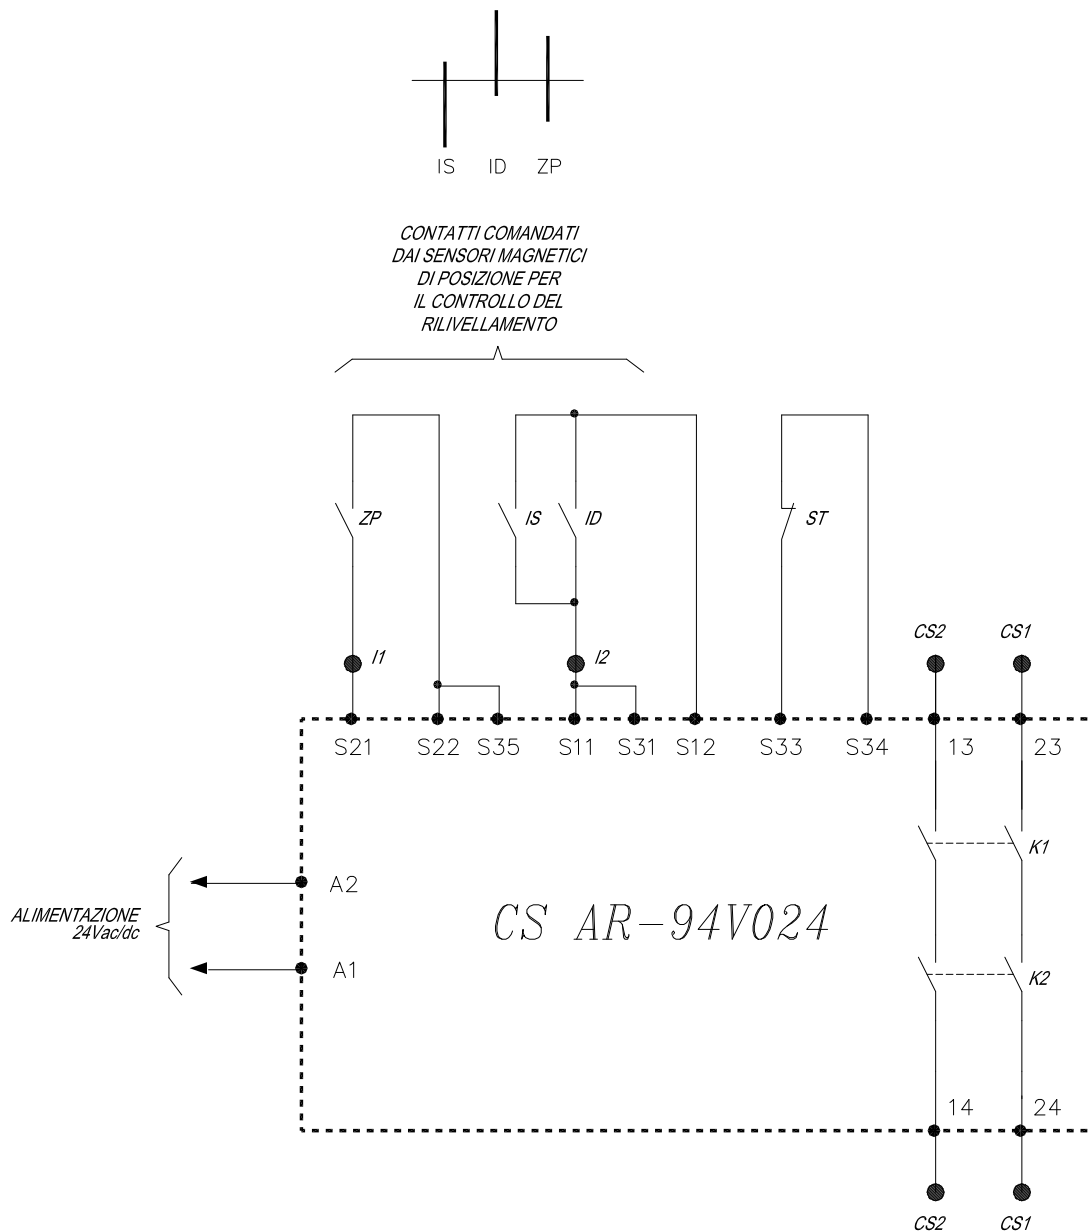 IS ID ZP
CONTATTI COMANDATI
DAI SENSORI MAGNETICI
DI POSIZIONE PER
IL CONTROLLO DEL
RILIVELLAMENTO
ZP IS ID ST
I1 I2 CS2 CS1
S21 S22 S35 S11 S31 S12 S33 S34 13 23
K1
A2
ALIMENTAZIONE
24Vac/dc
CS AR-94V024
A1
K2
14 24
CS2 CS1